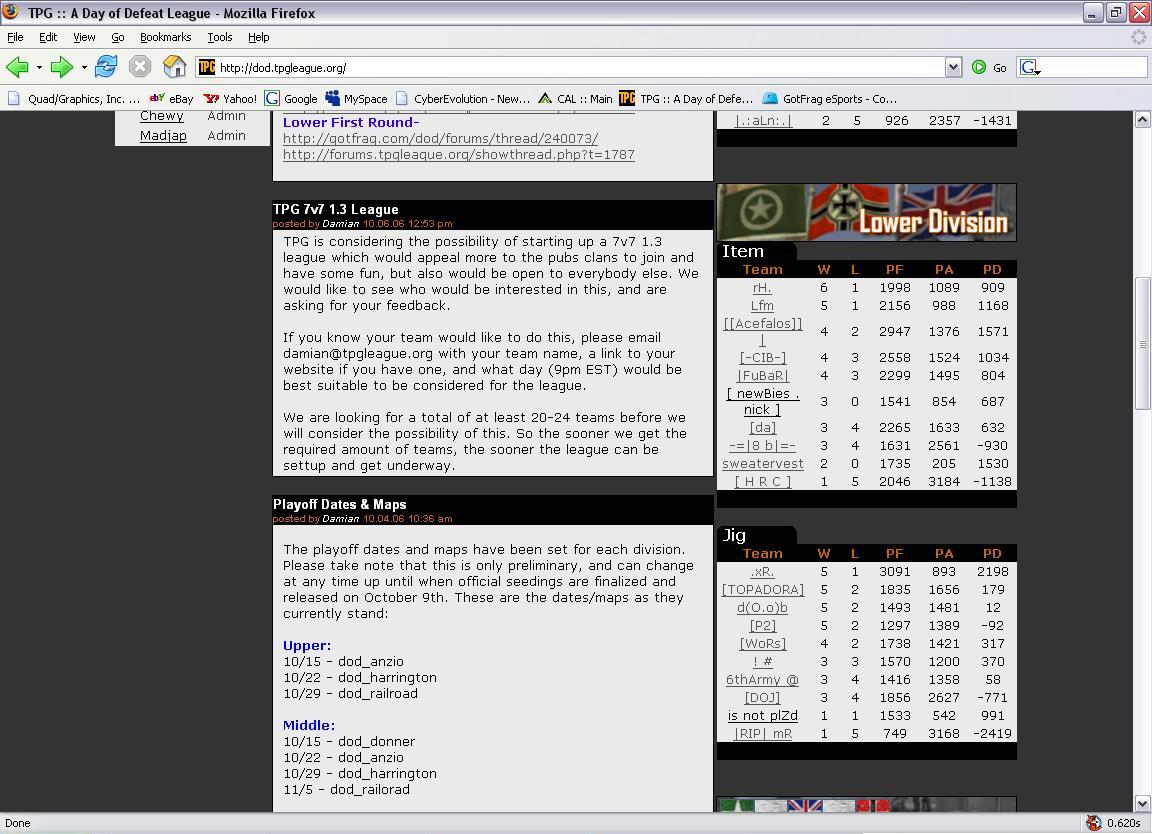 TPG :: A Day of Defeat League - Mozilla Firefox
File Edit View Go Bookmarks Tools Help
TPG http://dod.tpgleague.org/ Go G
Quad/Graphics, Inc. ... eBay Yahoo! Google MySpace CyberEvolution - New... CAL :: Main TPG :: A Day of Defe... GotFrag eSports - Co...
Chewy Admin
Madjap Admin
Lower First Round-
http://gotfrag.com/dod/forums/thread/240073/
http://forums.tpgleague.org/showthread.php?t=1787
TPG 7v7 1.3 League
posted by Damian 10.06.06 12:53 pm
TPG is considering the possibility of starting up a 7v7 1.3
league which would appeal more to the pubs clans to join and
have some fun, but also would be open to everybody else. We
would like to see who would be interested in this, and are
asking for your feedback.
If you know your team would like to do this, please email
damian@tpgleague.org with your team name, a link to your
website if you have one, and what day (9pm EST) would be
best suitable to be considered for the league.
We are looking for a total of at least 20-24 teams before we
will consider the possibility of this. So the sooner we get the
required amount of teams, the sooner the league can be
settup and get underway.
Playoff Dates & Maps
posted by Damian 10.04.06 10:36 am
The playoff dates and maps have been set for each division.
Please take note that this is only preliminary, and can change
at any time up until when official seedings are finalized and
released on October 9th. These are the dates/maps as they
currently stand:
Upper:
10/15 - dod_anzio
10/22 - dod_harrington
10/29 - dod_railroad
Middle:
10/15 - dod_donner
10/22 - dod_anzio
10/29 - dod_harrington
11/5 - dod_railorad
|.:aLn:.| 2 5 926 2357 -1431
Lower Division
Item
Team W L PF PA PD
rH. 6 1 1998 1089 909
Lfm 5 1 2156 988 1168
[[Acefalos]]
| 4 2 2947 1376 1571
[-CIB-] 4 3 2558 1524 1034
|FuBaR| 4 3 2299 1495 804
[ newBies .
nick ] 3 0 1541 854 687
[da] 3 4 2265 1633 632
-=|8 b|=- 3 4 1631 2561 -930
sweatervest 2 0 1735 205 1530
[ H R C ] 1 5 2046 3184 -1138
Jig
Team W L PF PA PD
.xR. 5 1 3091 893 2198
[TOPADORA] 5 2 1835 1656 179
d(O.o)b 5 2 1493 1481 12
[P2] 5 2 1297 1389 -92
[WoRs] 4 2 1738 1421 317
! # 3 3 1570 1200 370
6thArmy @ 3 4 1416 1358 58
[DOJ] 3 4 1856 2627 -771
is not plZd 1 1 1533 542 991
|RIP| mR 1 5 749 3168 -2419
Done 0.620s